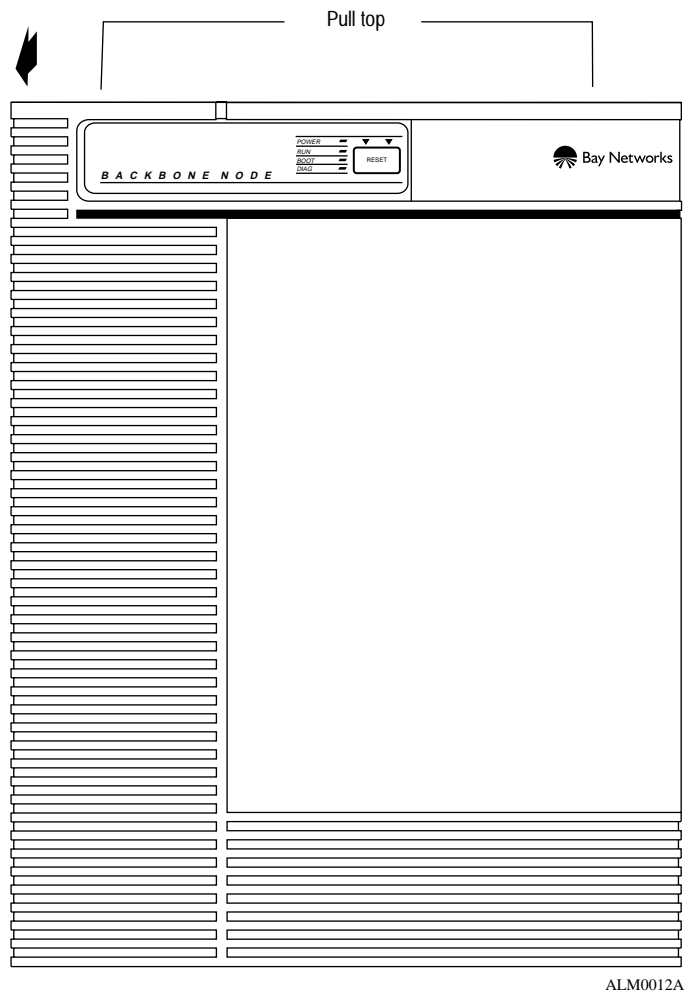 Pull top
POWER
RUN
BOOT
DIAG
RESET
BACKBONE NODE
Bay Networks
ALM0012A